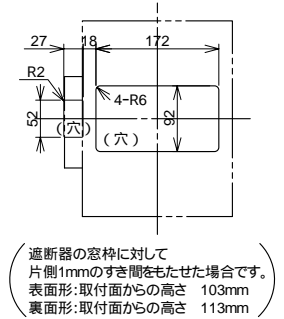 27 18 172
R2
4-R6
52
(穴)
(穴)
92
遮断器の窓枠に対して
片側1mmのすき間をもたせた場合です。
表面形:取付面からの高さ 103mm
裏面形:取付面からの高さ 113mm